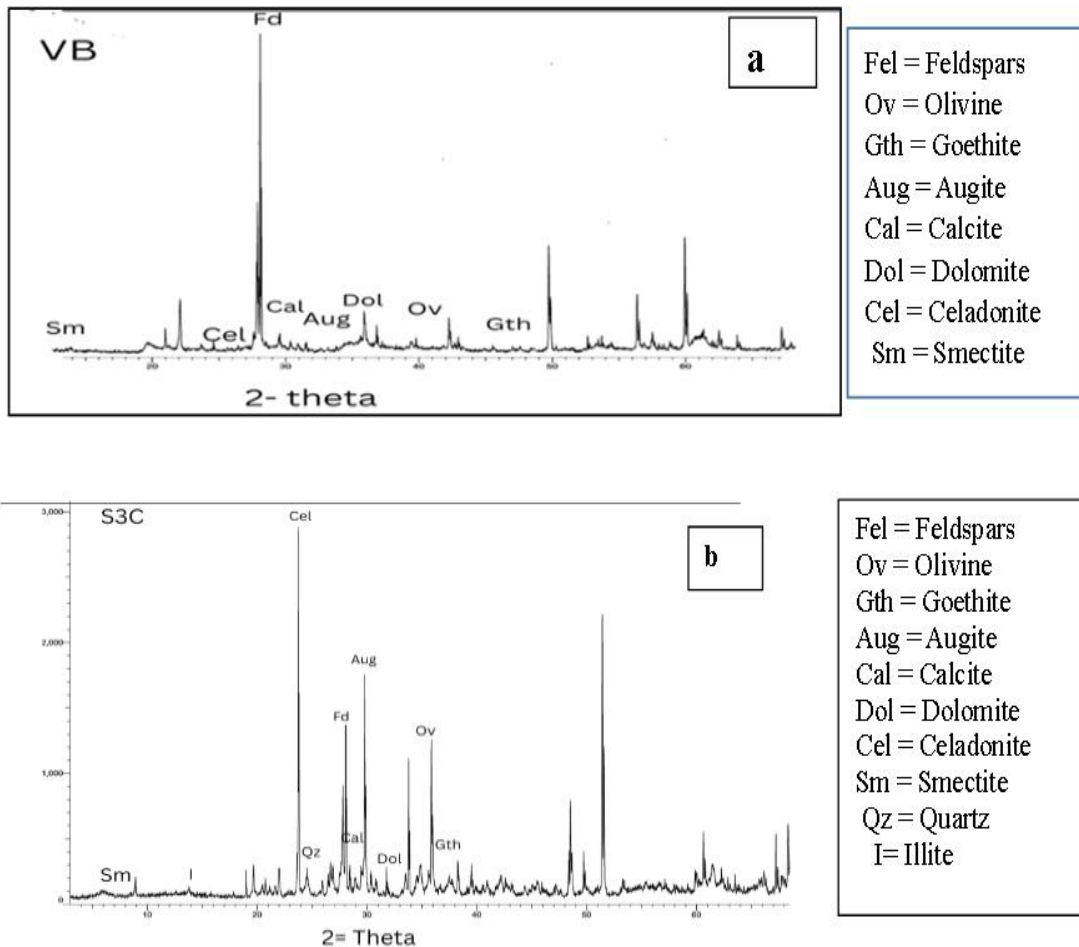 Fd
VB
a
Cal
Dol
Aug
Ov
Sm
Cel
Gth
20
30
40
50
60
2- theta
Fel = Feldspars
Ov = Olivine
Gth = Goethite
Aug = Augite
Cal = Calcite
Dol = Dolomite
Cel = Celadonite
Sm = Smectite
3,000
S3C
Cel
b
2,000
Aug
Fd
Ov
1,000
Cal
Qz
Gth
Dol
Sm
I
0
10
20
30
40
50
60
2= Theta
Fel = Feldspars
Ov = Olivine
Gth = Goethite
Aug = Augite
Cal = Calcite
Dol = Dolomite
Cel = Celadonite
Sm = Smectite
Qz = Quartz
I= Illite